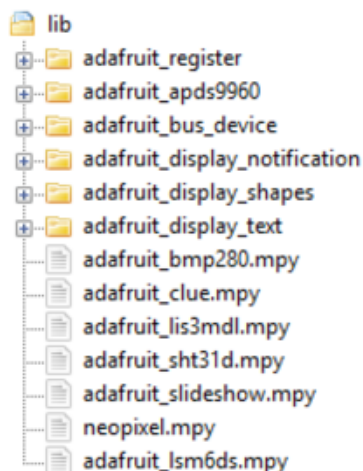 lib
adafruit_register
adafruit_apds9960
adafruit_bus_device
adafruit_display_notification
adafruit_display_shapes
adafruit_display_text
adafruit_bmp280.mpy
adafruit_clue.mpy
adafruit_lis3mdl.mpy
adafruit_sht31d.mpy
adafruit_slideshow.mpy
neopixel.mpy
adafruit_lsm6ds.mpy